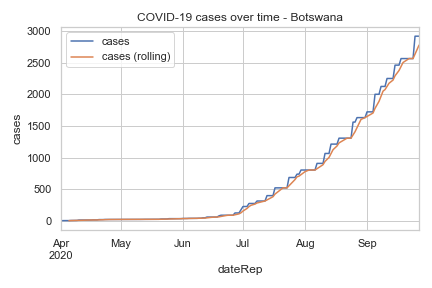 COVID-19 cases over time - Botswana
cases
cases (rolling)
3000
2500
2000
1500
1000
500
0
cases
Apr
2020
May
Jun
Jul
Aug
Sep
dateRep